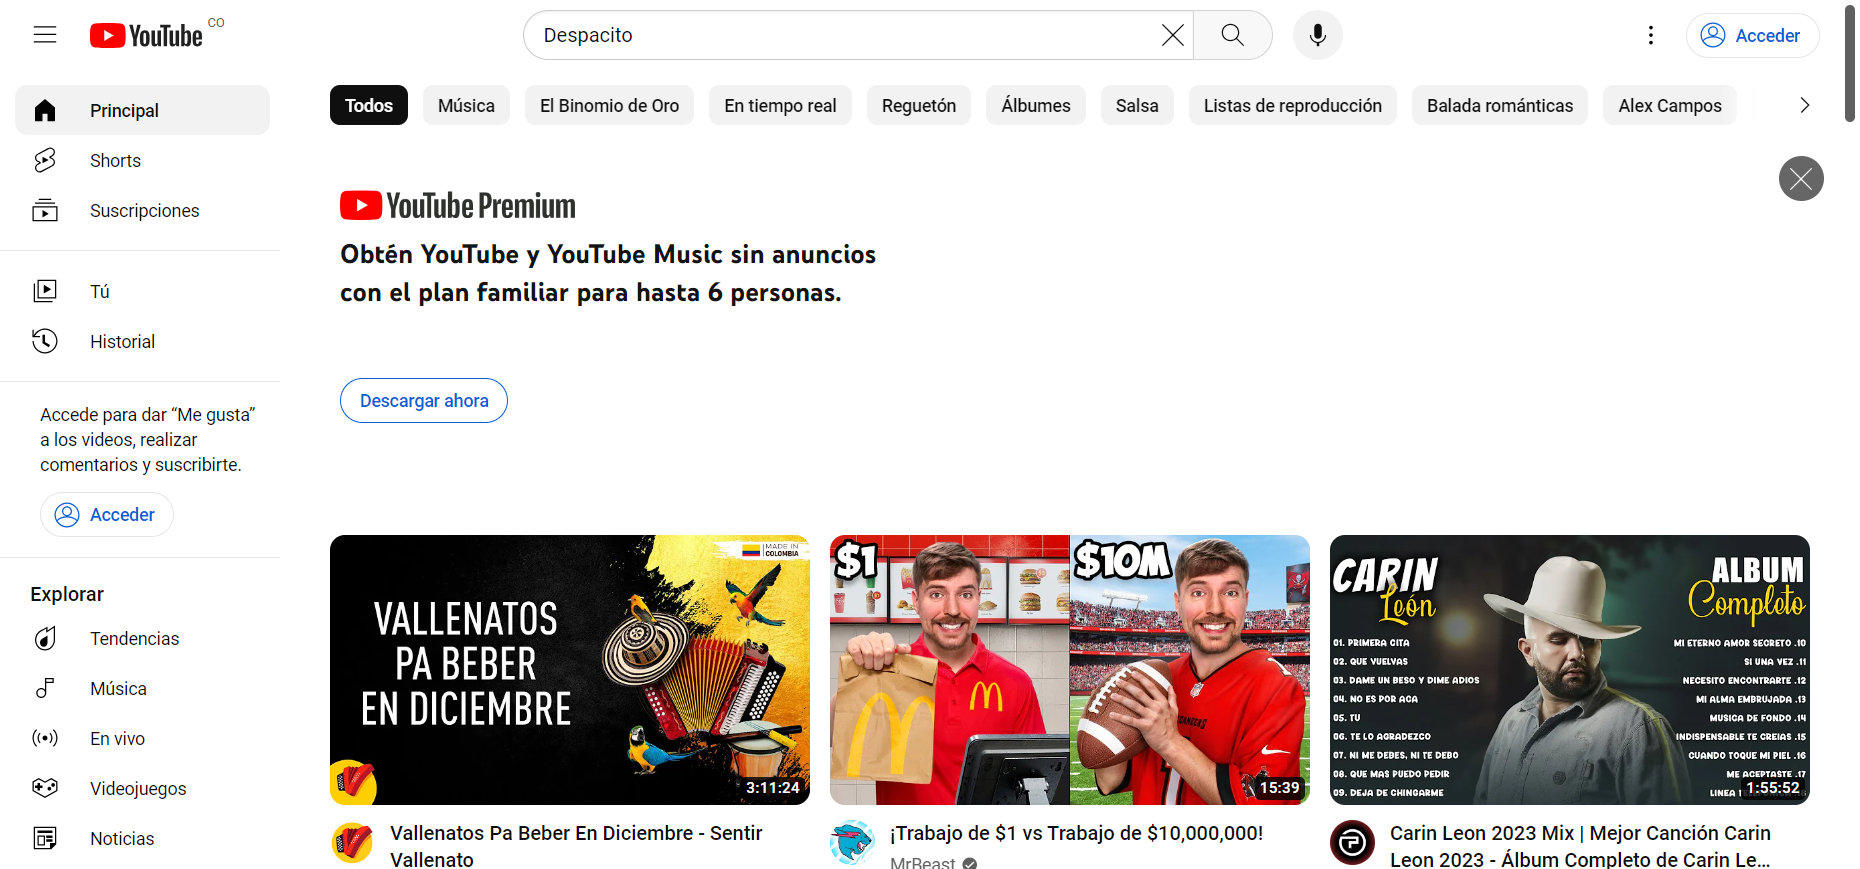 YouTube CO
Despacito
Acceder
Principal
Shorts
Suscripciones
Tú
Historial
Accede para dar “Me gusta”
a los videos, realizar
comentarios y suscribirte.
Acceder
Explorar
Tendencias
Música
En vivo
Videojuegos
Noticias
Todos
Música
El Binomio de Oro
En tiempo real
Reguetón
Álbumes
Salsa
Listas de reproducción
Balada románticas
Alex Campos
YouTube Premium
Obtén YouTube y YouTube Music sin anuncios
con el plan familiar para hasta 6 personas.
Descargar ahora
MADE IN
COLOMBIA
VALLENATOS
PA BEBER
EN DICIEMBRE
3:11:24
Vallenatos Pa Beber En Diciembre - Sentir
Vallenato
$1
$10M
15:39
¡Trabajo de $1 vs Trabajo de $10,000,000!
MrBeast
CARIN
León
ALBUM
Completo
01. PRIMERA CITA
02. QUE VUELVAS
03. DAME UN BESO Y DIME ADIOS
04. NO ES POR ACA
05. TU
06. TE LO AGRADEZCO
07. NI ME DEBES, NI TE DEBO
08. QUE MAS PUEDO PEDIR
09. DEJA DE CHINGARME
MI ETERNO AMOR SECRETO .10
SI UNA VEZ .11
NECESITO ENCONTRARTE .12
MI ALMA EMBRUJADA .13
MUSICA DE FONDO .14
INDISPENSABLE TE CREIAS .15
CUANDO TOQUE MI PIEL .16
ME ACEPTASTE .17
LINEA
1:55:52
Carin Leon 2023 Mix | Mejor Canción Carin
Leon 2023 - Álbum Completo de Carin Le...